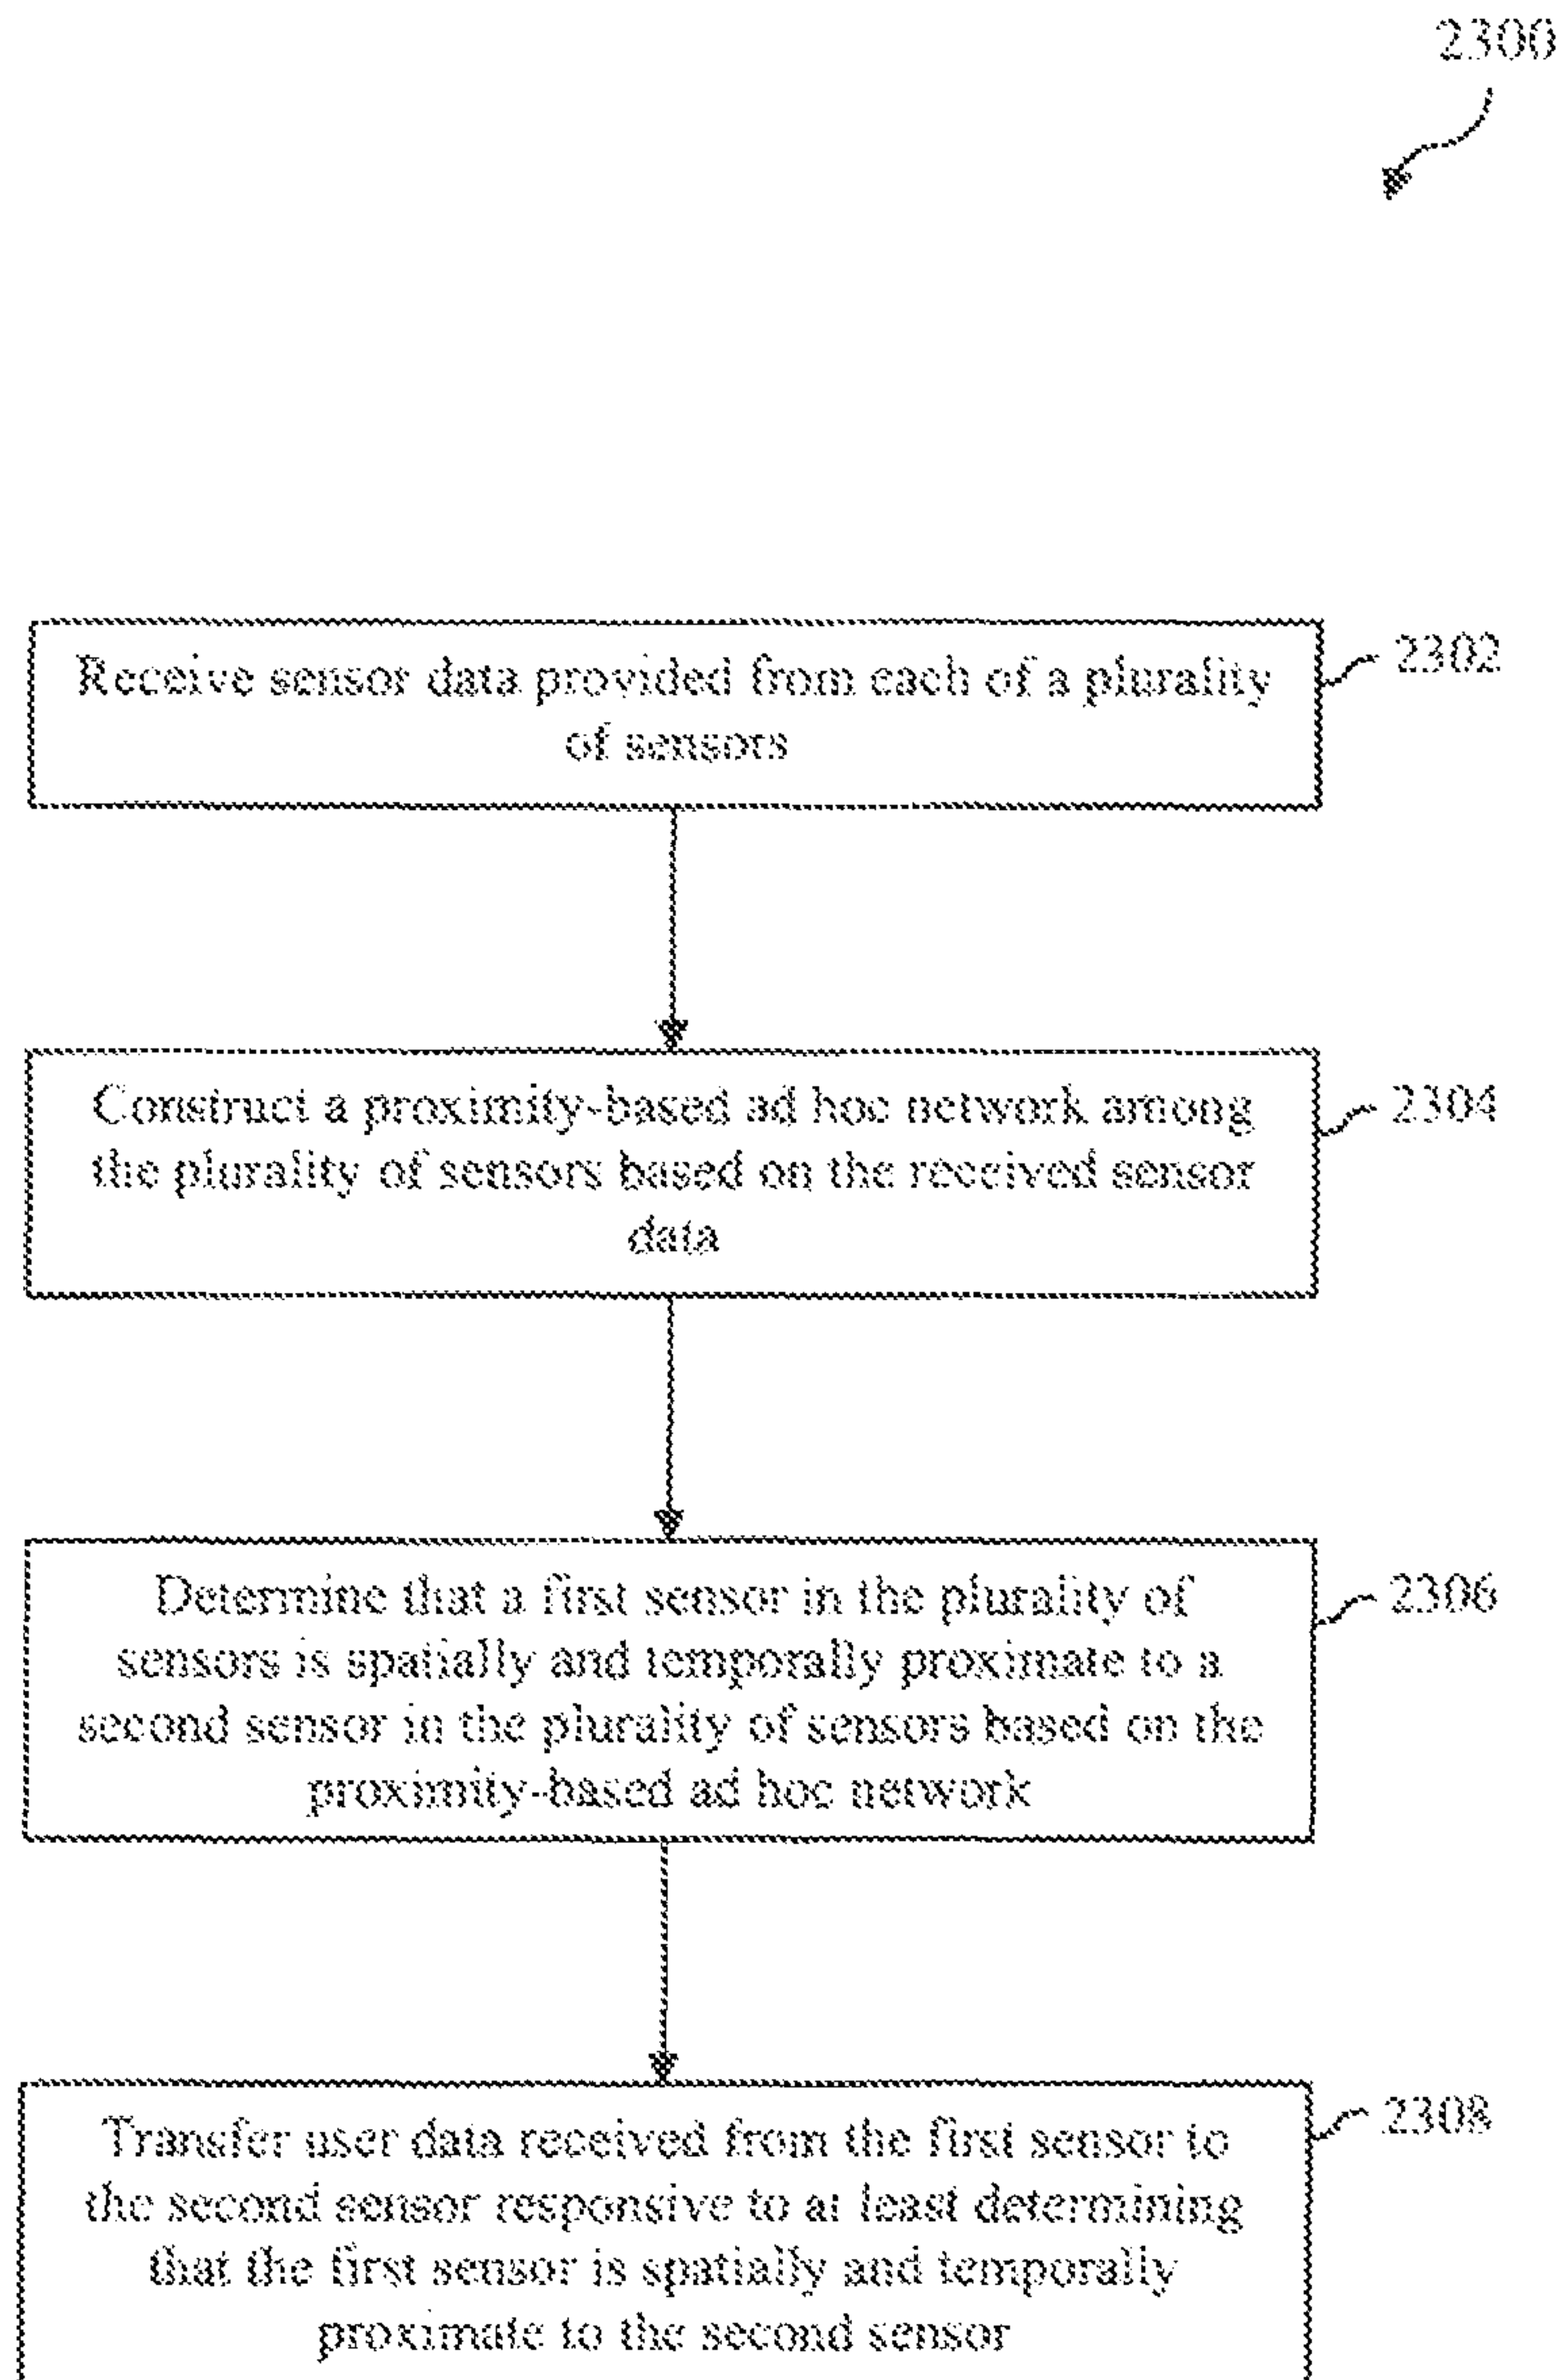 2300
Receive sensor data provided from each of a plurality
of sensors
2302
Construct a proximity-based ad hoc network among
the plurality of sensors based on the received sensor
data
2304
Determine that a first sensor in the plurality of
sensors is spatially and temporally proximate to a
second sensor in the plurality of sensors based on the
proximity-based ad hoc network
2306
Transfer user data received from the first sensor to
the second sensor responsive to at least determining
that the first sensor is spatially and temporally
proximate to the second sensor
2308